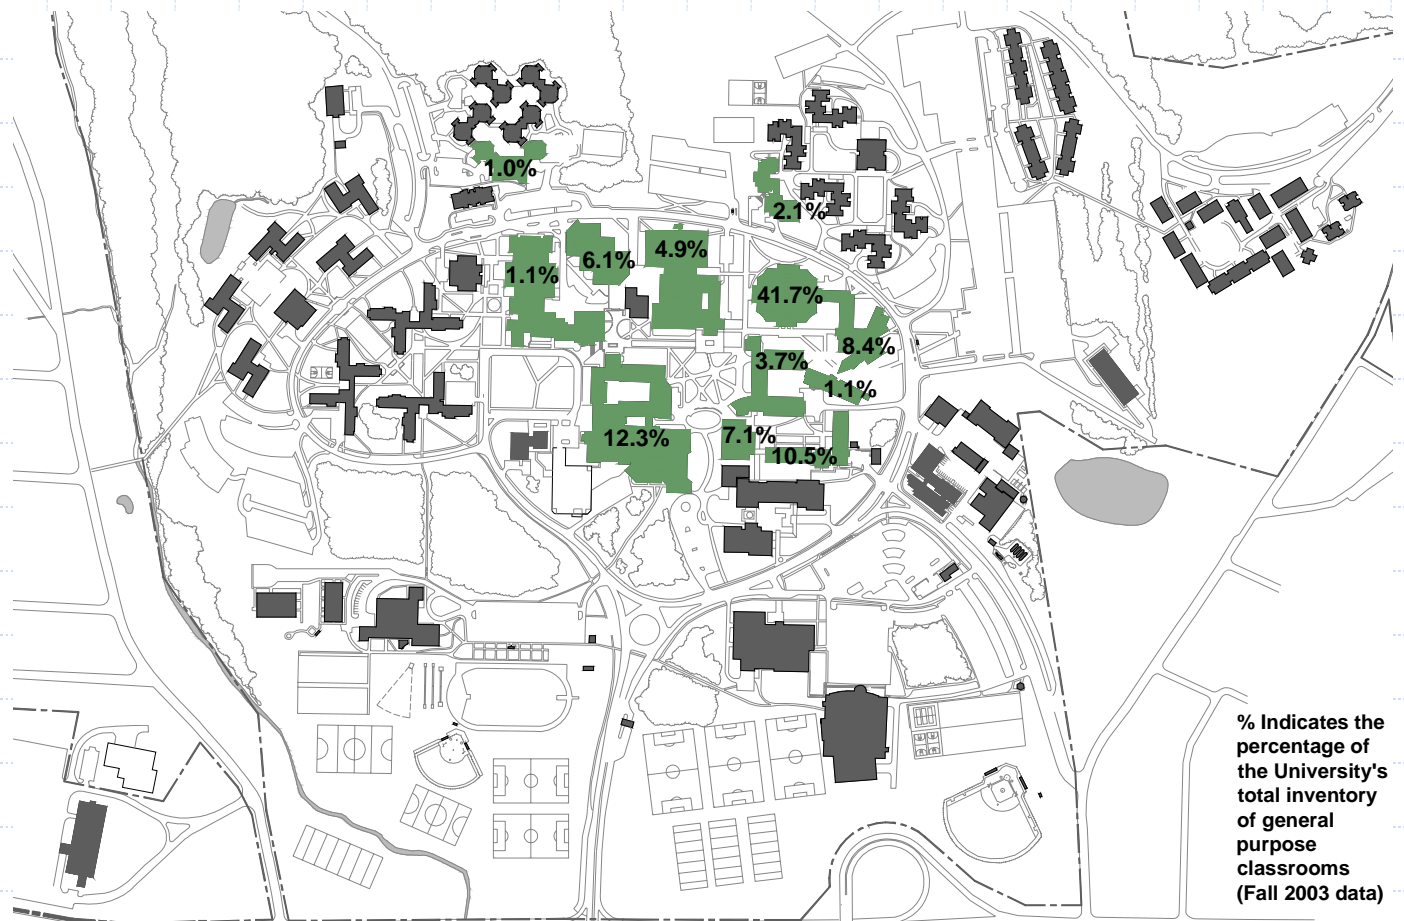 1.0%
2.1%
4.9%
6.1%
1.1%
41.7%
8.4%
3.7%
1.1%
7.1%
12.3%
10.5%
% Indicates the
percentage of
the University's
total inventory
of general
purpose
classrooms
(Fall 2003 data)